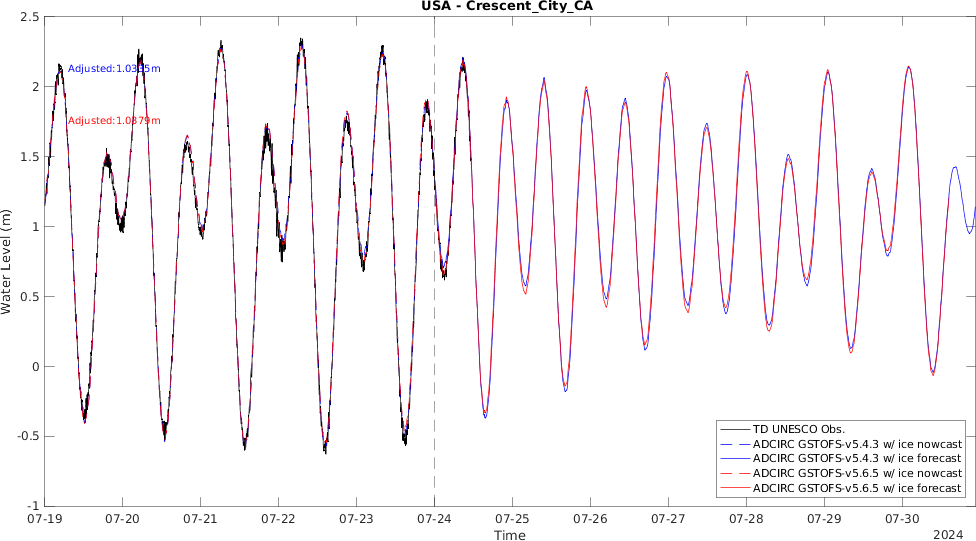 USA - Crescent_City_CA
2.5
2
1.5
1
0.5
0
-0.5
-1
Water Level (m)
Adjusted:1.0395m
Adjusted:1.0379m
TD UNESCO Obs.
ADCIRC GSTOFS-v5.4.3 w/ ice nowcast
ADCIRC GSTOFS-v5.4.3 w/ ice forecast
ADCIRC GSTOFS-v5.6.5 w/ ice nowcast
ADCIRC GSTOFS-v5.6.5 w/ ice forecast
07-19 07-20 07-21 07-22 07-23 07-24 07-25 07-26 07-27 07-28 07-29 07-30
Time
2024